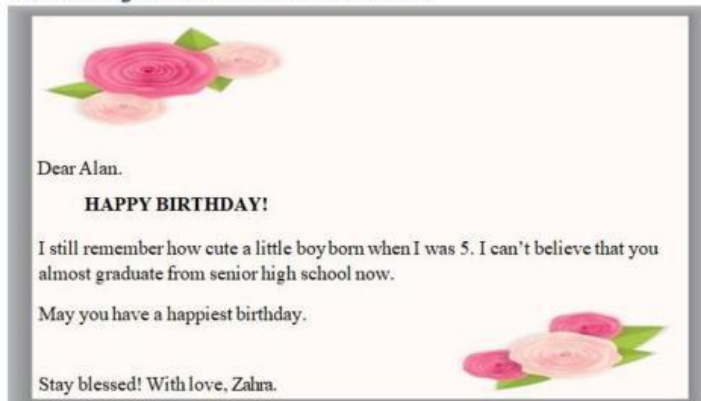 Dear Alan.
HAPPY BIRTHDAY!
I still remember how cute a little boy born when I was 5. I can't believe that you
almost graduate from senior high school now.
May you have a happiest birthday.
Stay blessed! With love, Zahra.